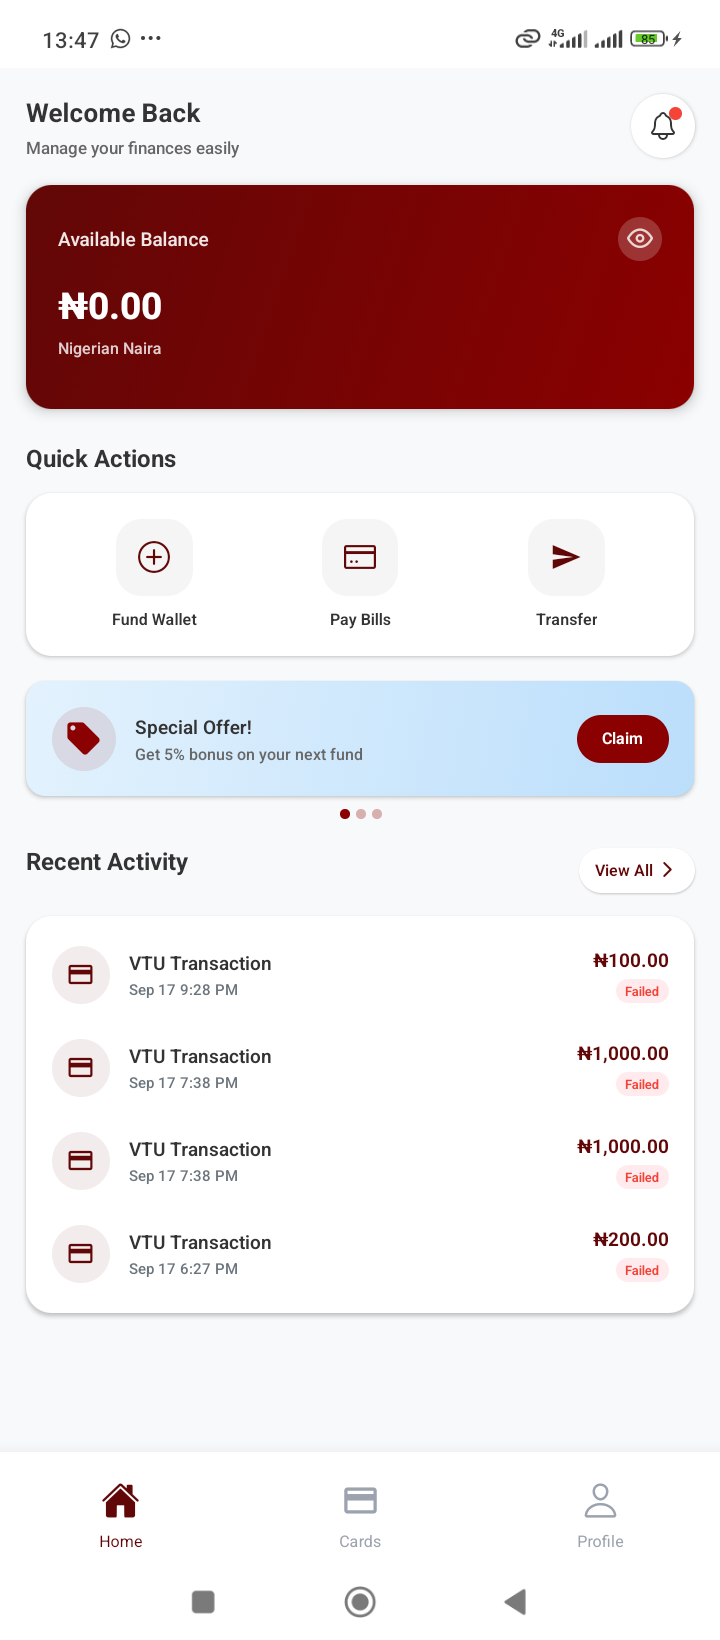 13:47
4G
85
Welcome Back
Manage your finances easily
Available Balance
₦0.00
Nigerian Naira
Quick Actions
Fund Wallet
Pay Bills
Transfer
Special Offer!
Get 5% bonus on your next fund
Claim
Recent Activity
View All
VTU Transaction
₦100.00
Sep 17 9:28 PM
Failed
VTU Transaction
₦1,000.00
Sep 17 7:38 PM
Failed
VTU Transaction
₦1,000.00
Sep 17 7:38 PM
Failed
VTU Transaction
₦200.00
Sep 17 6:27 PM
Failed
Home
Cards
Profile